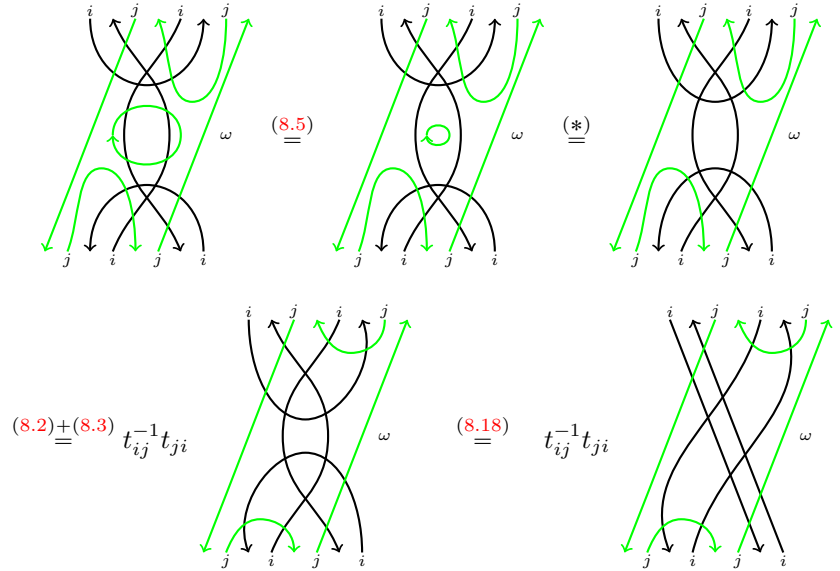 i j i j i j i j i j i j
ω (8.5) = ω (*) = ω
j i j i j i j i j i j i
i j i j i j i j
(8.2)+(8.3) = t_{ij}^{-1} t_{ji} ω (8.18) = t_{ij}^{-1} t_{ji} ω
j i j i j i j i